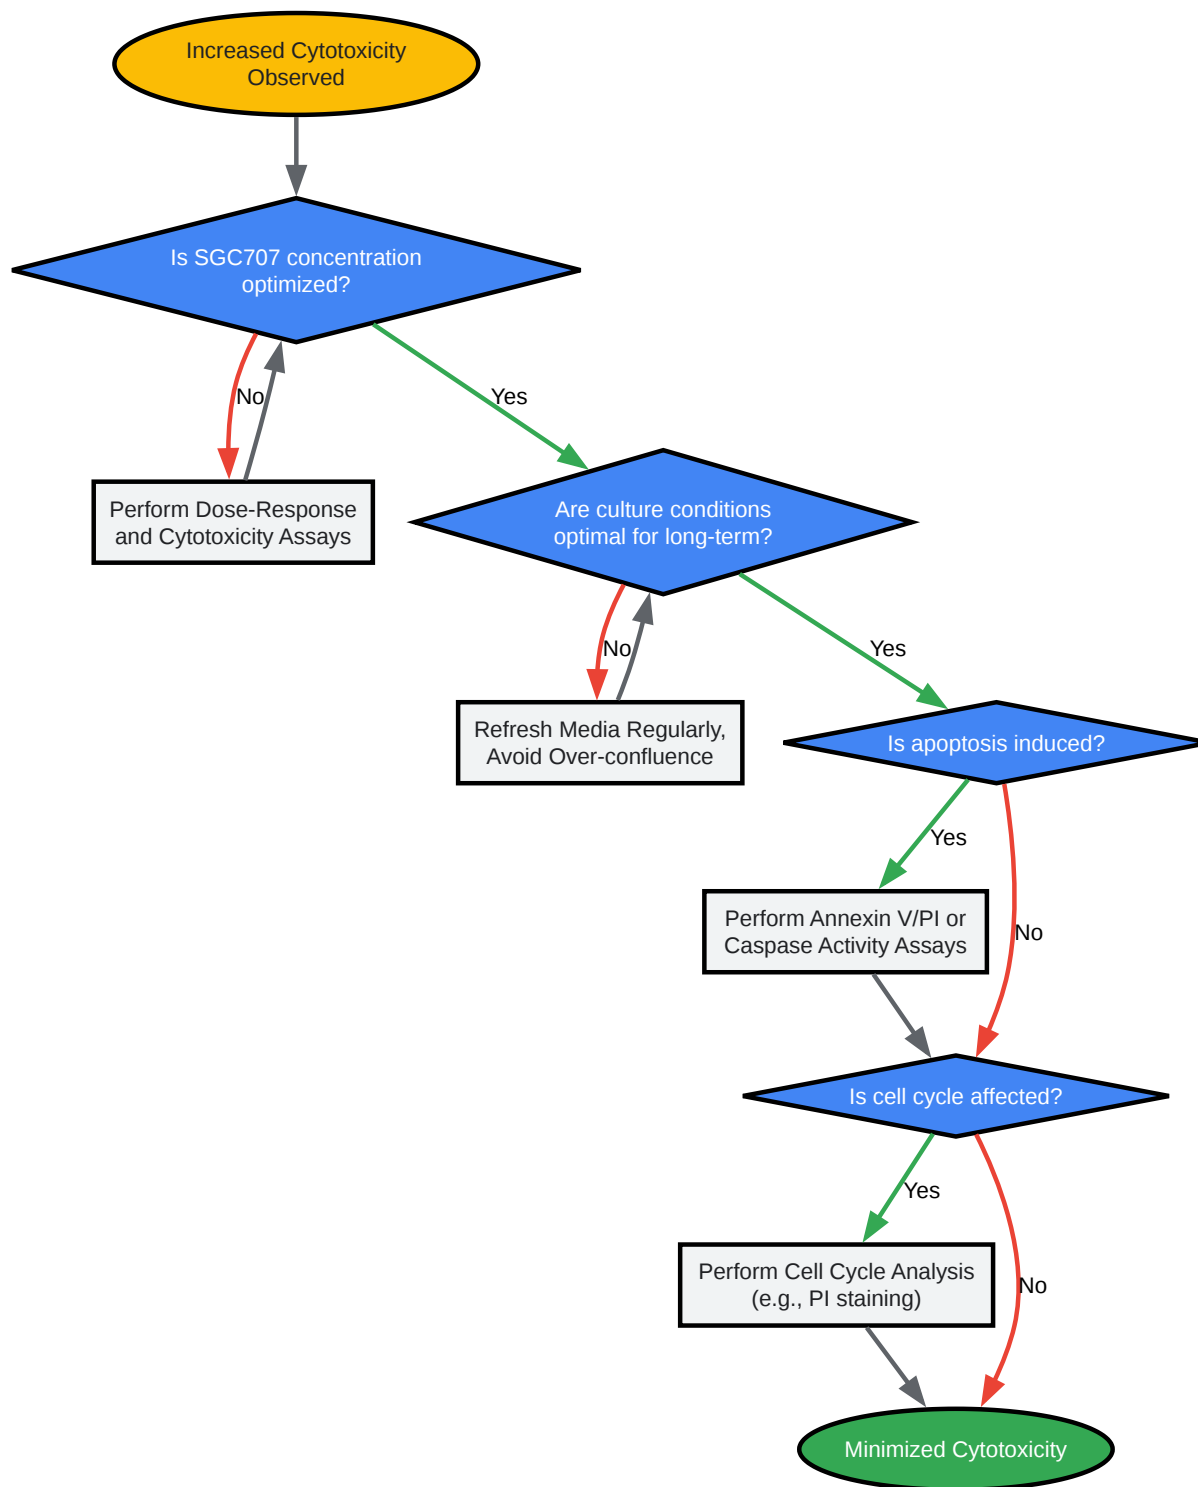 Increased Cytotoxicity
Observed
Is SGC707 concentration
optimized?
No
Yes
Perform Dose-Response
and Cytotoxicity Assays
Are culture conditions
optimal for long-term?
No
Yes
Refresh Media Regularly,
Avoid Over-confluence
Is apoptosis induced?
Yes
Perform Annexin V/PI or
Caspase Activity Assays
No
Is cell cycle affected?
Yes
Perform Cell Cycle Analysis
(e.g., PI staining)
No
Minimized Cytotoxicity